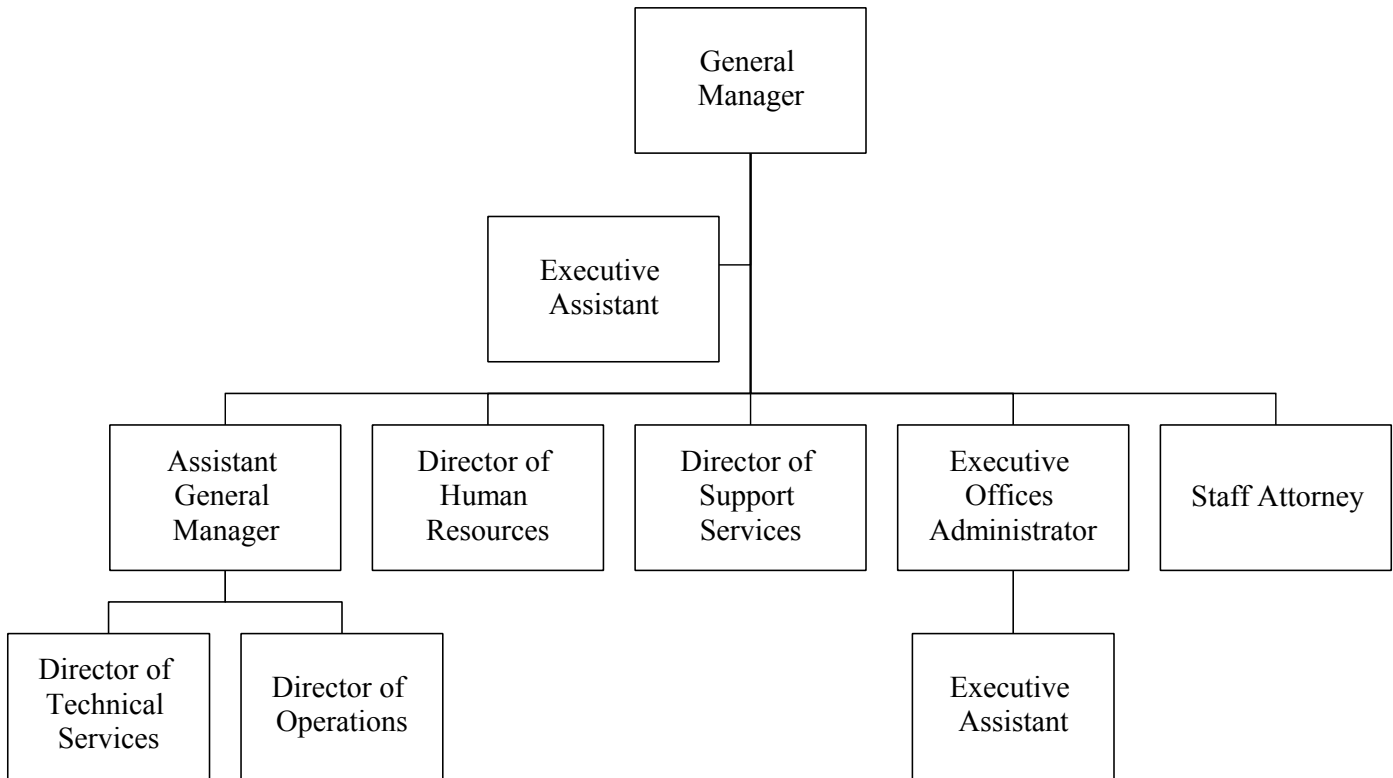 General
Manager
Executive
Assistant
Assistant
General
Manager
Director of
Human
Resources
Director of
Support
Services
Executive
Offices
Administrator
Staff Attorney
Director of
Technical
Services
Director of
Operations
Executive
Assistant